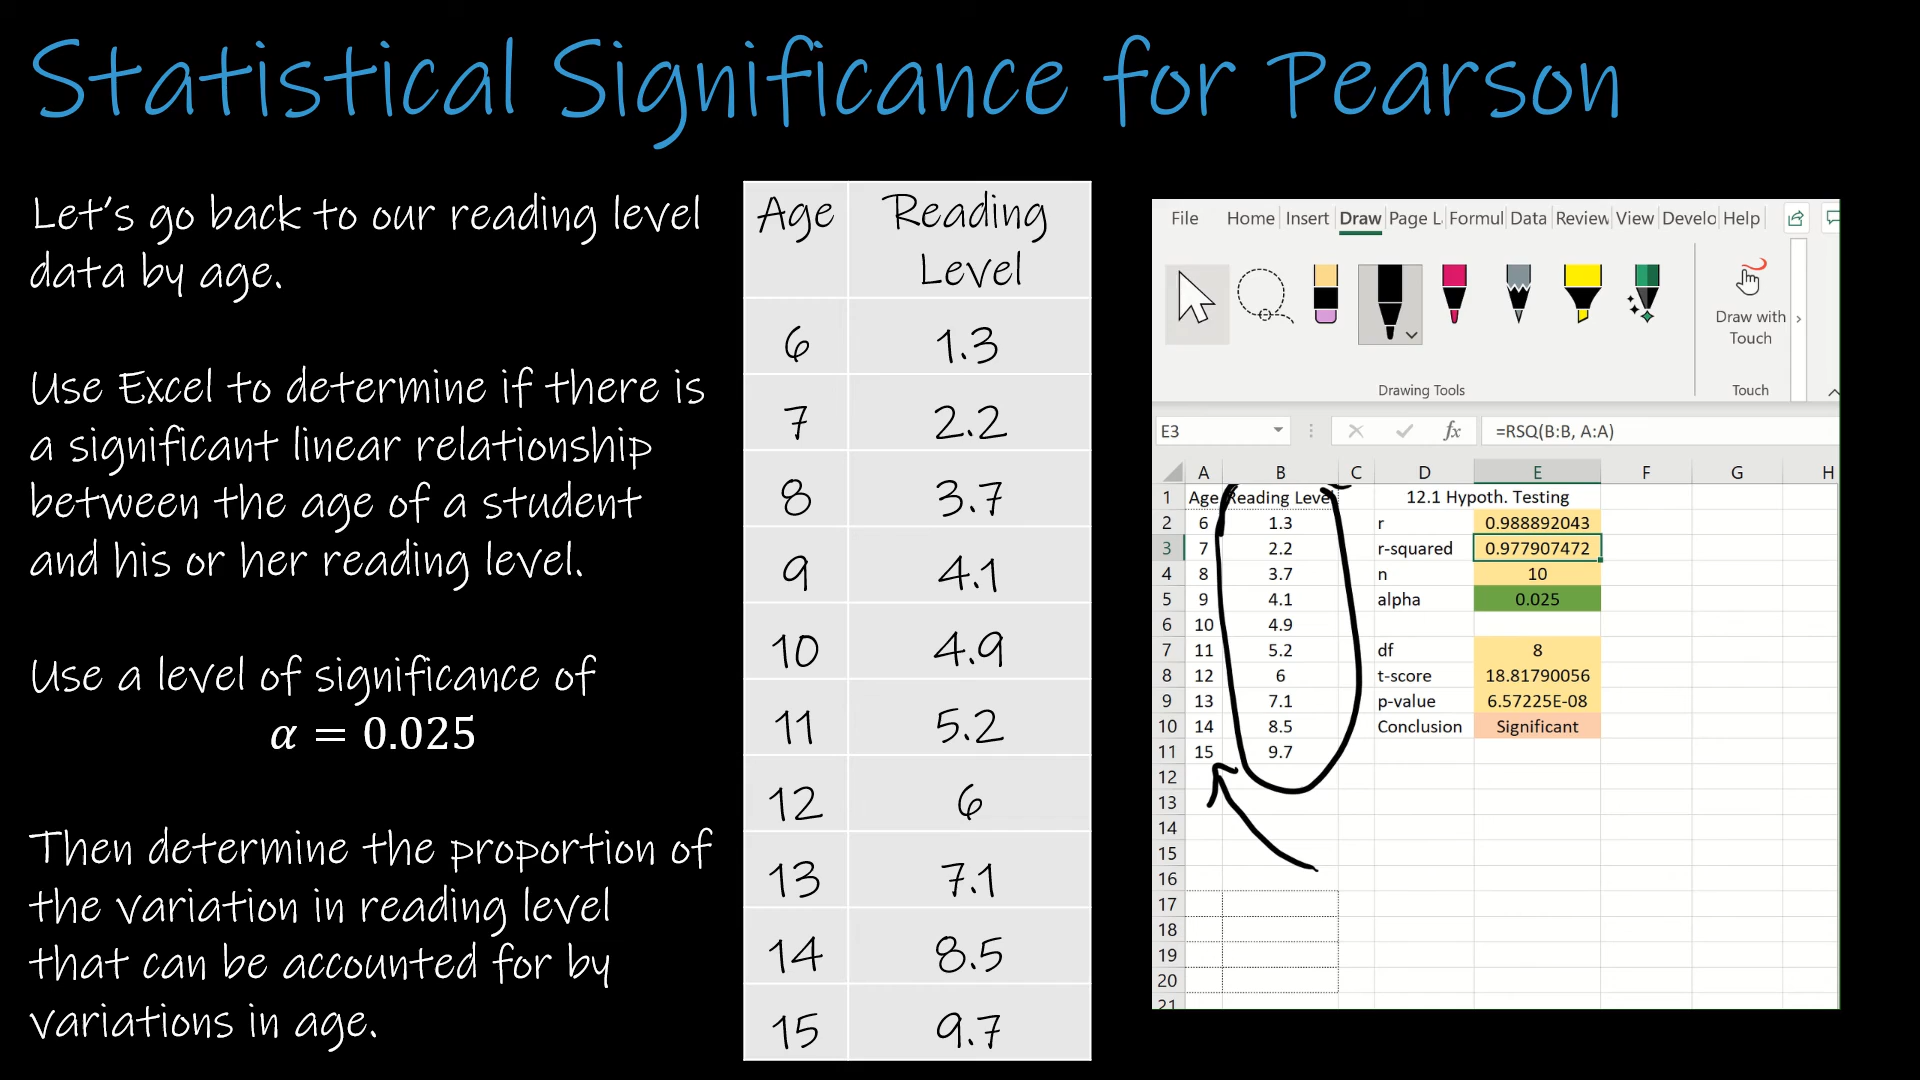 Statistical Significance for Pearson
Let's go back to our reading level
data by age.
Use Excel to determine if there is
a significant linear relationship
between the age of a student
and his or her reading level.
Use a level of significance of
α = 0.025
Then determine the proportion of
the variation in reading level
that can be accounted for by
variations in age.
Age Reading
Level
6 1.3
7 2.2
8 3.7
9 4.1
10 4.9
11 5.2
12 6
13 7.1
14 8.5
15 9.7
File Home Insert Draw Page L Formul Data Review View Develo Help
Draw with
Touch
Drawing Tools Touch
E3 fx =RSQ(B:B, A:A)
A B C D E F G H
1 Age Reading Level 12.1 Hypoth. Testing
2 6 1.3 r 0.988892043
3 7 2.2 r-squared 0.977907472
4 8 3.7 n 10
5 9 4.1 alpha 0.025
6 10 4.9
7 11 5.2 df 8
8 12 6 t-score 18.81790056
9 13 7.1 p-value 6.57225E-08
10 14 8.5 Conclusion Significant
11 15 9.7
12
13
14
15
16
17
18
19
20
21